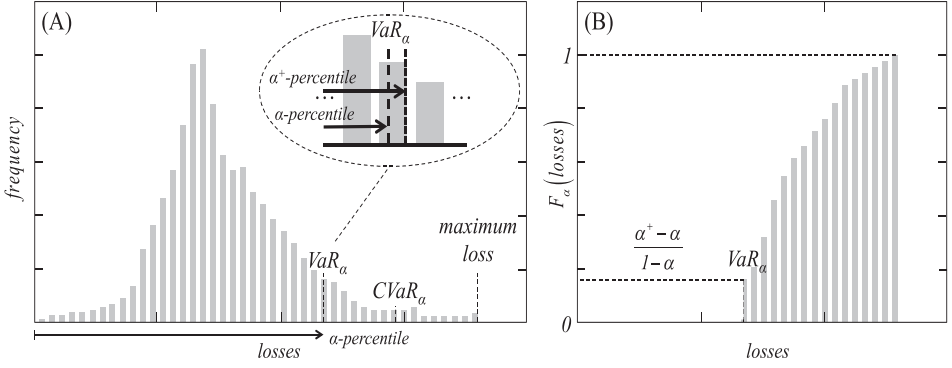 (A)
VaRα
α⁺-percentile
... ...
α-percentile
frequency
maximum
loss
VaRα
CVaRα
α-percentile
losses
(B)
1
Fα(losses)
α⁺ – α
1– α
VaRα
0
losses